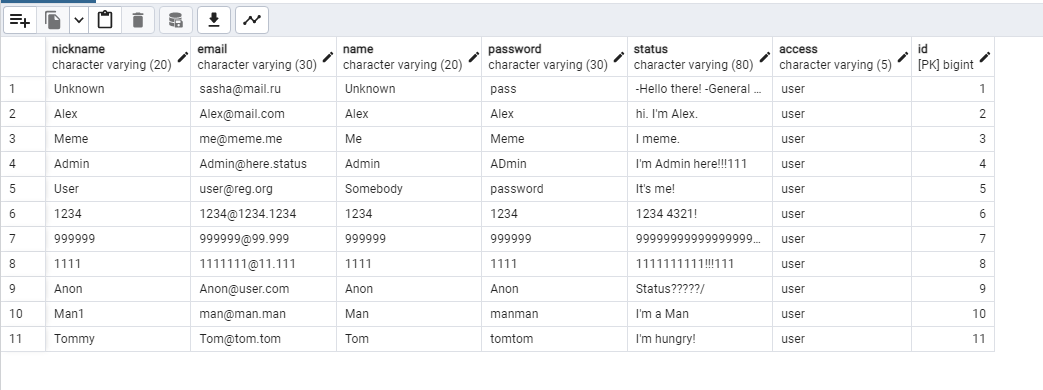 nickname email name password status access id
character varying (20) character varying (30) character varying (20) character varying (30) character varying (80) character varying (5) [PK] bigint
1 Unknown sasha@mail.ru Unknown pass -Hello there! -General ... user 1
2 Alex Alex@mail.com Alex Alex hi. I'm Alex. user 2
3 Meme me@meme.me Me Meme I meme. user 3
4 Admin Admin@here.status Admin ADmin I'm Admin here!!!111 user 4
5 User user@reg.org Somebody password It's me! user 5
6 1234 1234@1234.1234 1234 1234 1234 4321! user 6
7 999999 999999@99.999 999999 999999 99999999999999999... user 7
8 1111 1111111@11.111 1111 1111 1111111111!!!111 user 8
9 Anon Anon@user.com Anon Anon Status?????/ user 9
10 Man1 man@man.man Man manman I'm a Man user 10
11 Tommy Tom@tom.tom Tom tomtom I'm hungry! user 11